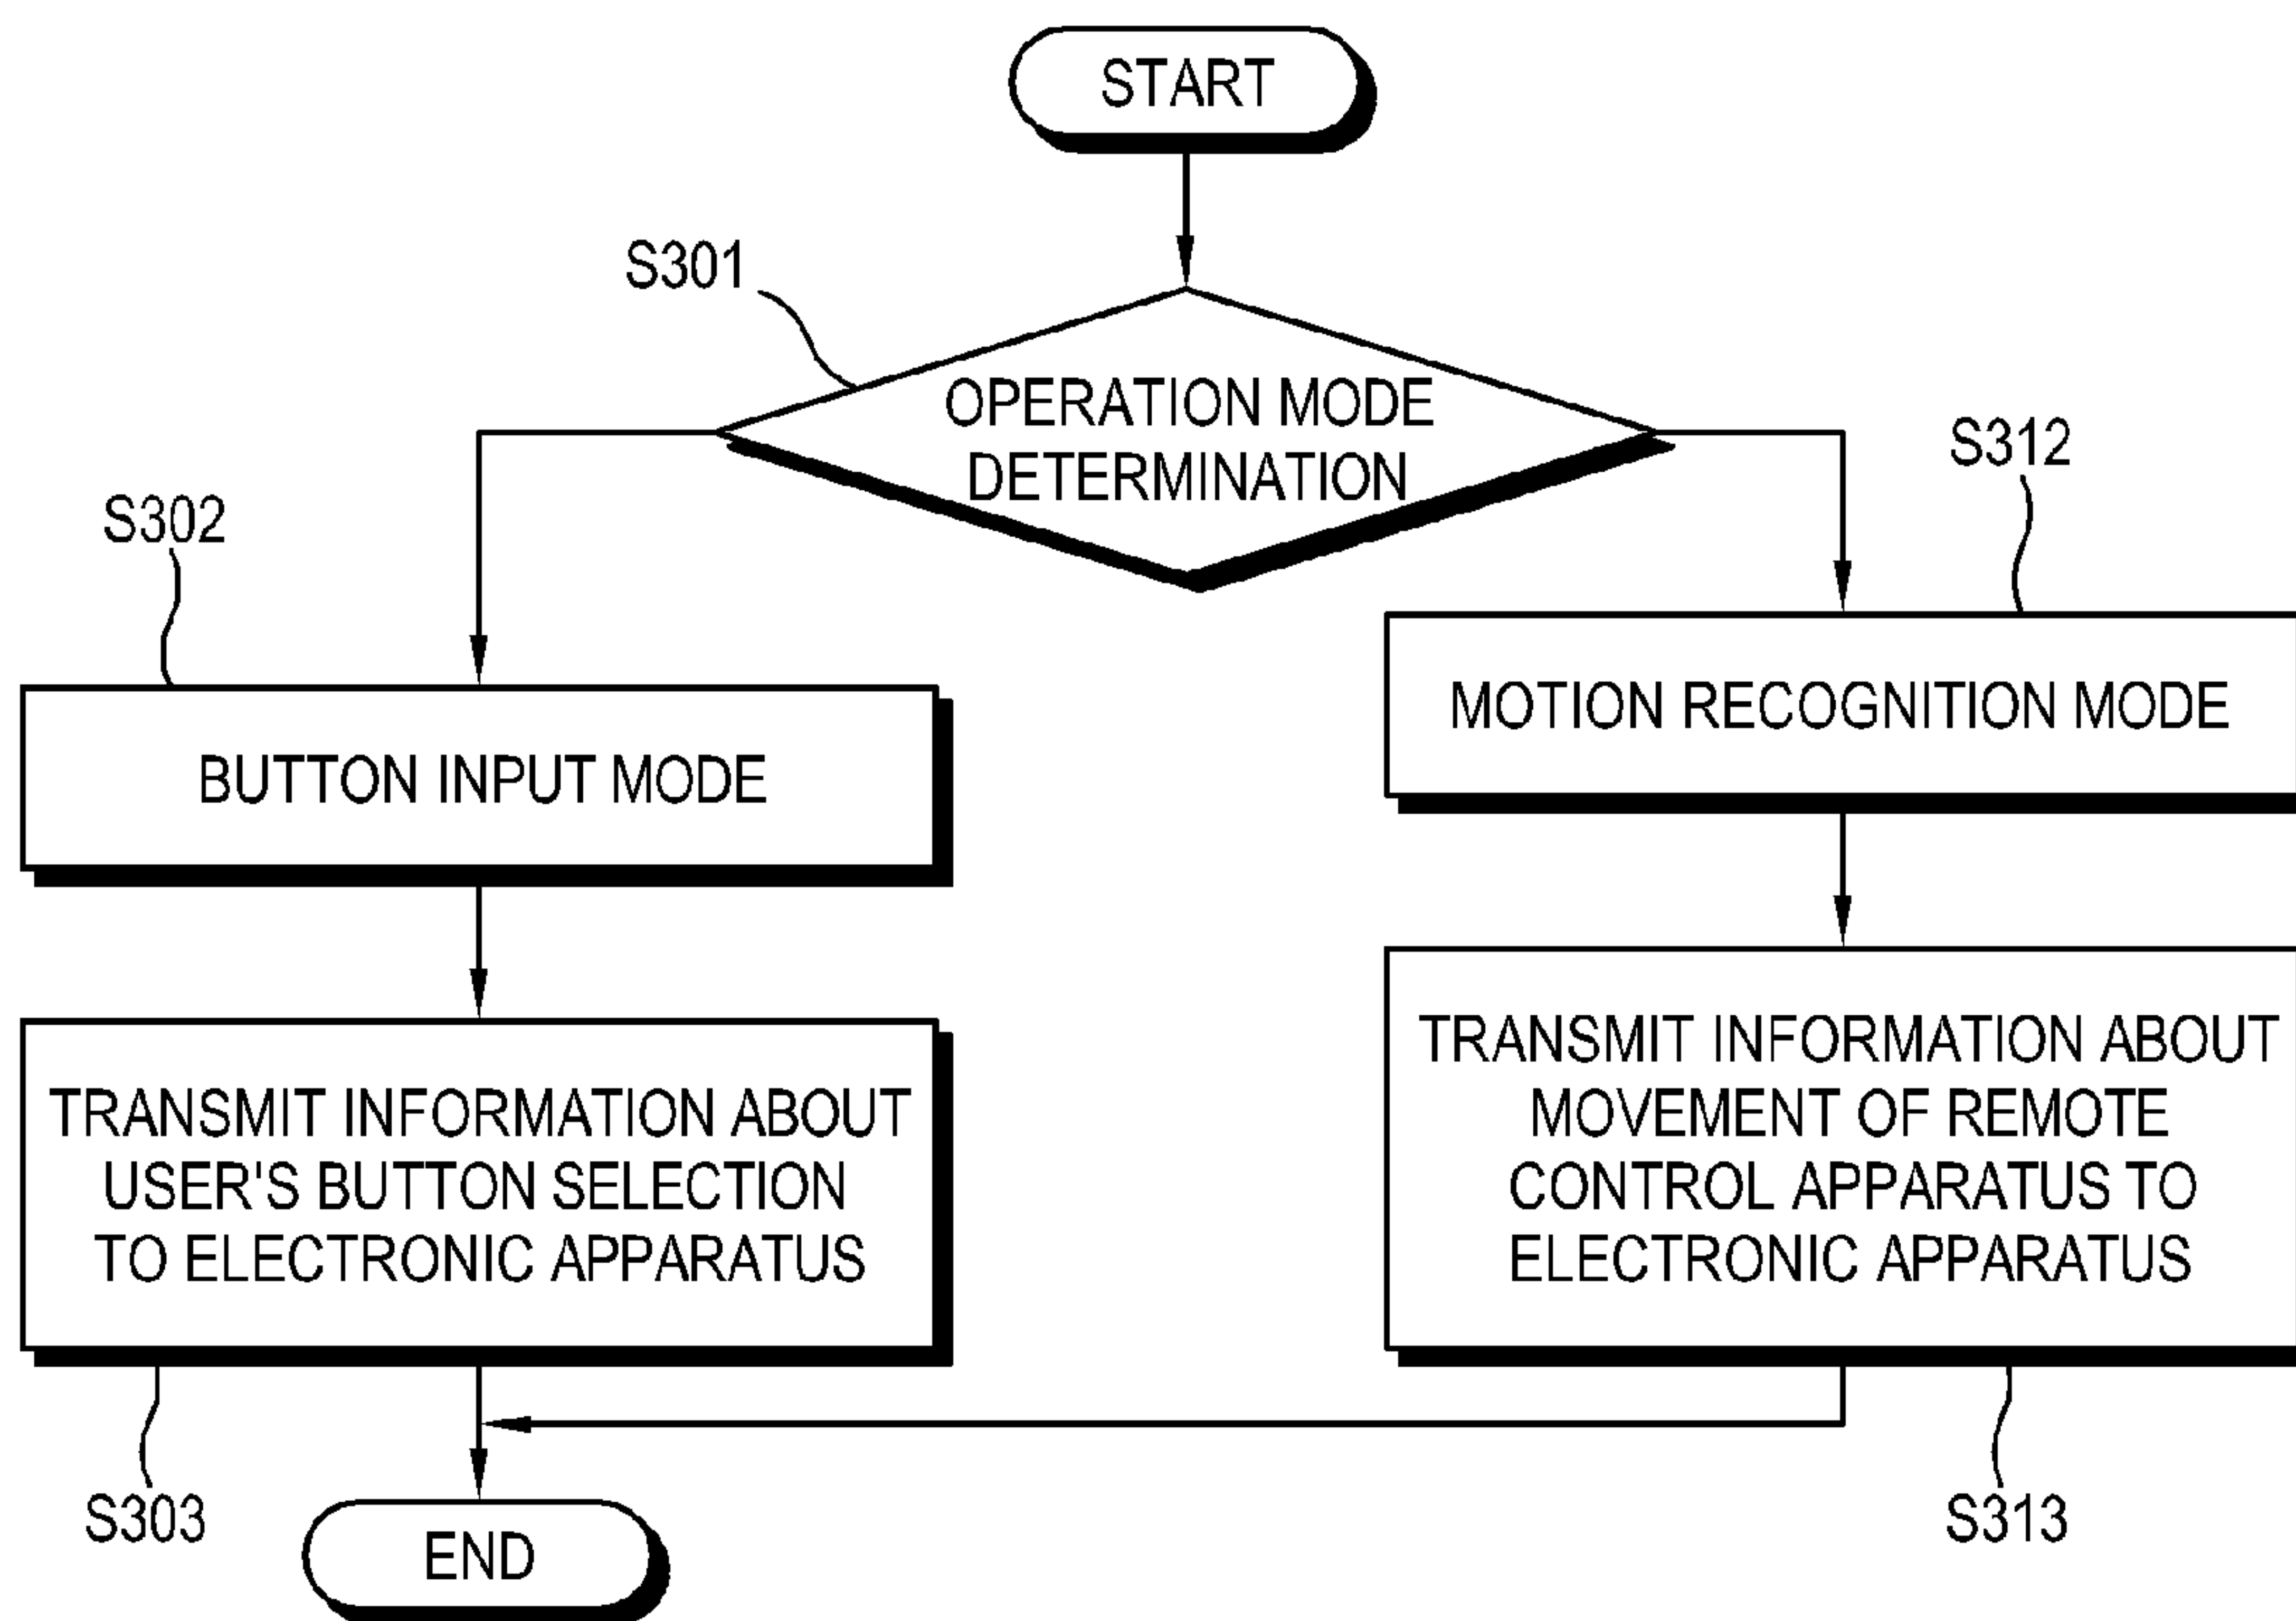 START
S301
OPERATION MODE
DETERMINATION
S302
BUTTON INPUT MODE
TRANSMIT INFORMATION ABOUT
USER'S BUTTON SELECTION
TO ELECTRONIC APPARATUS
S303
S312
MOTION RECOGNITION MODE
TRANSMIT INFORMATION ABOUT
MOVEMENT OF REMOTE
CONTROL APPARATUS TO
ELECTRONIC APPARATUS
S313
END